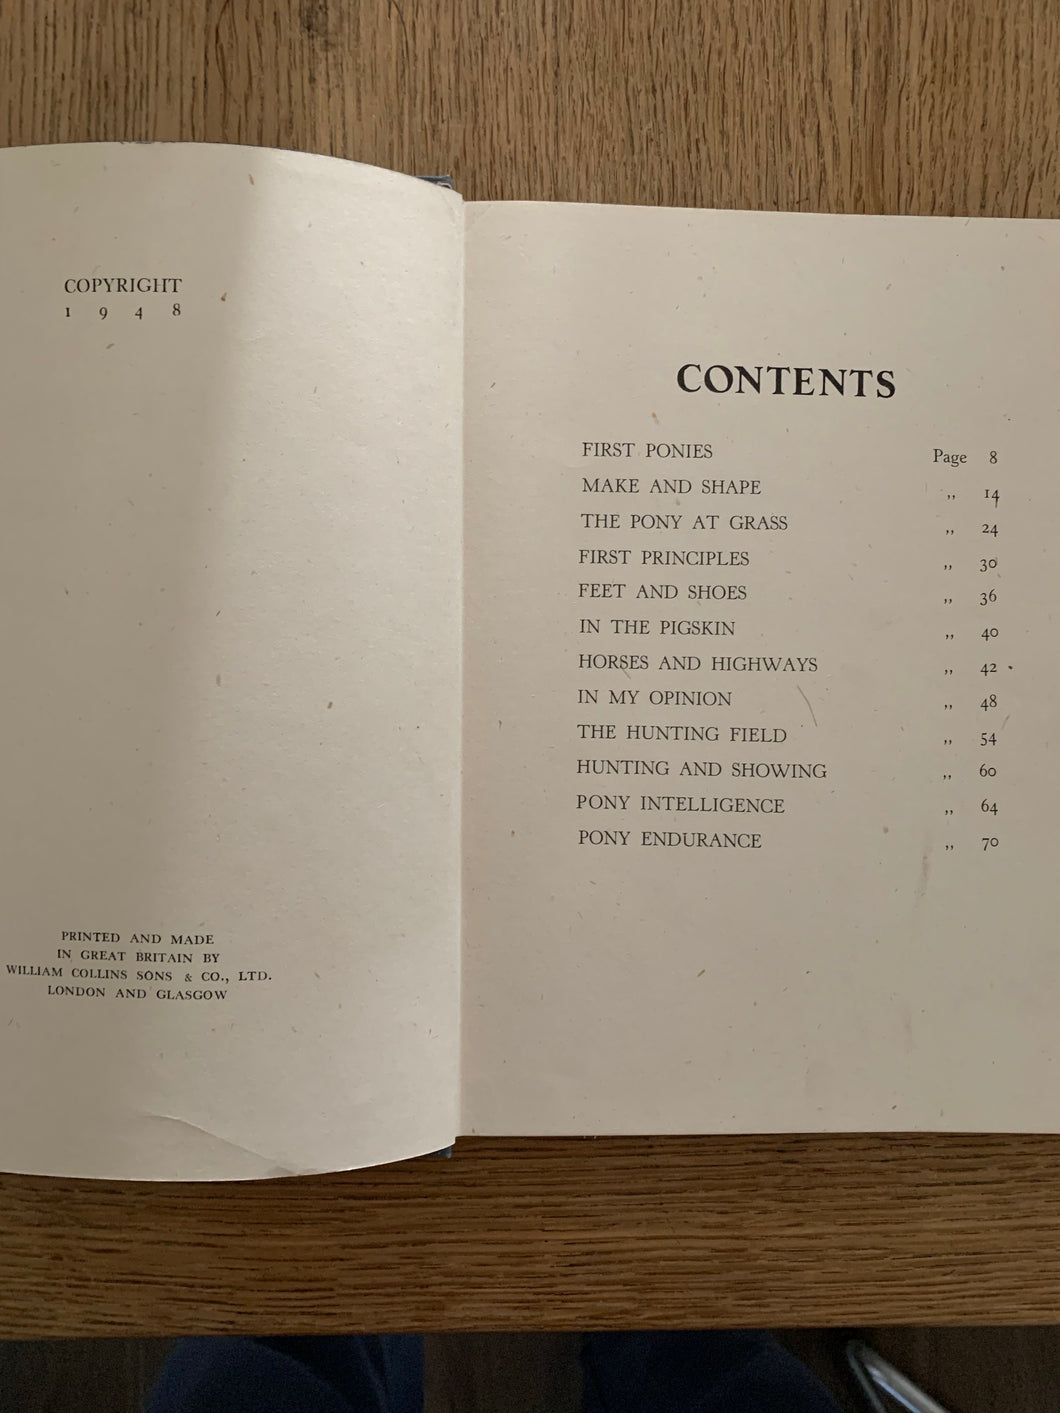 COPYRIGHT
1 9 4 8
PRINTED AND MADE
IN GREAT BRITAIN BY
WILLIAM COLLINS SONS & CO., LTD.
LONDON AND GLASGOW
CONTENTS
FIRST PONIES Page 8
MAKE AND SHAPE ,, 14
THE PONY AT GRASS ,, 24
FIRST PRINCIPLES ,, 30
FEET AND SHOES ,, 36
IN THE PIGSKIN ,, 40
HORSES AND HIGHWAYS ,, 42
IN MY OPINION ,, 48
THE HUNTING FIELD ,, 54
HUNTING AND SHOWING ,, 60
PONY INTELLIGENCE ,, 64
PONY ENDURANCE ,, 70